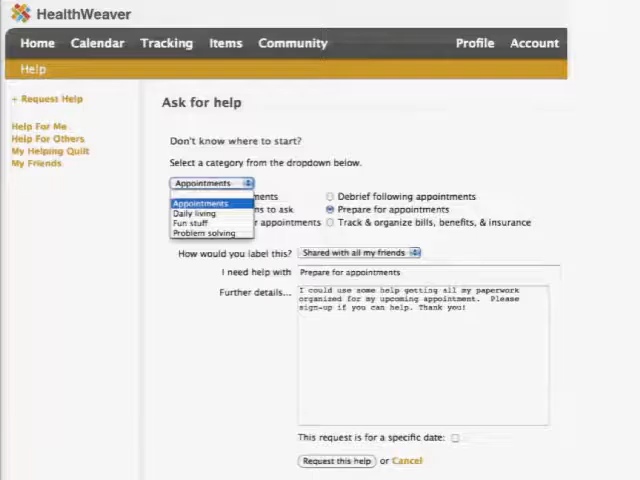 HealthWeaver
Home Calendar Tracking Items Community Profile Account
Help
+ Request Help
Help For Me
Help For Others
My Helping Quilt
My Friends
Ask for help
Don't know where to start?
Select a category from the dropdown below.
Appointments
Appointments
Daily living
Fun stuff
Problem solving
Debrief following appointments
to ask Prepare for appointments
appointments Track & organize bills, benefits, & insurance
How would you label this? Shared with all my friends
I need help with Prepare for appointments
Further details... I could use some help getting all my paperwork
organized for my upcoming appointment. Please
sign-up if you can help. Thank you!
This request is for a specific date:
Request this help or Cancel